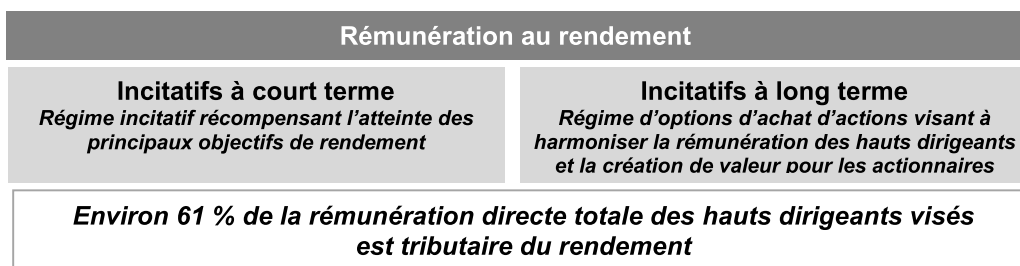 Rémunération au rendement
Incitatifs à court terme
Régime incitatif récompensant l'atteinte des
principaux objectifs de rendement
Incitatifs à long terme
Régime d'options d'achat d'actions visant à
harmoniser la rémunération des hauts dirigeants
et la création de valeur pour les actionnaires
Environ 61 % de la rémunération directe totale des hauts dirigeants visés
est tributaire du rendement